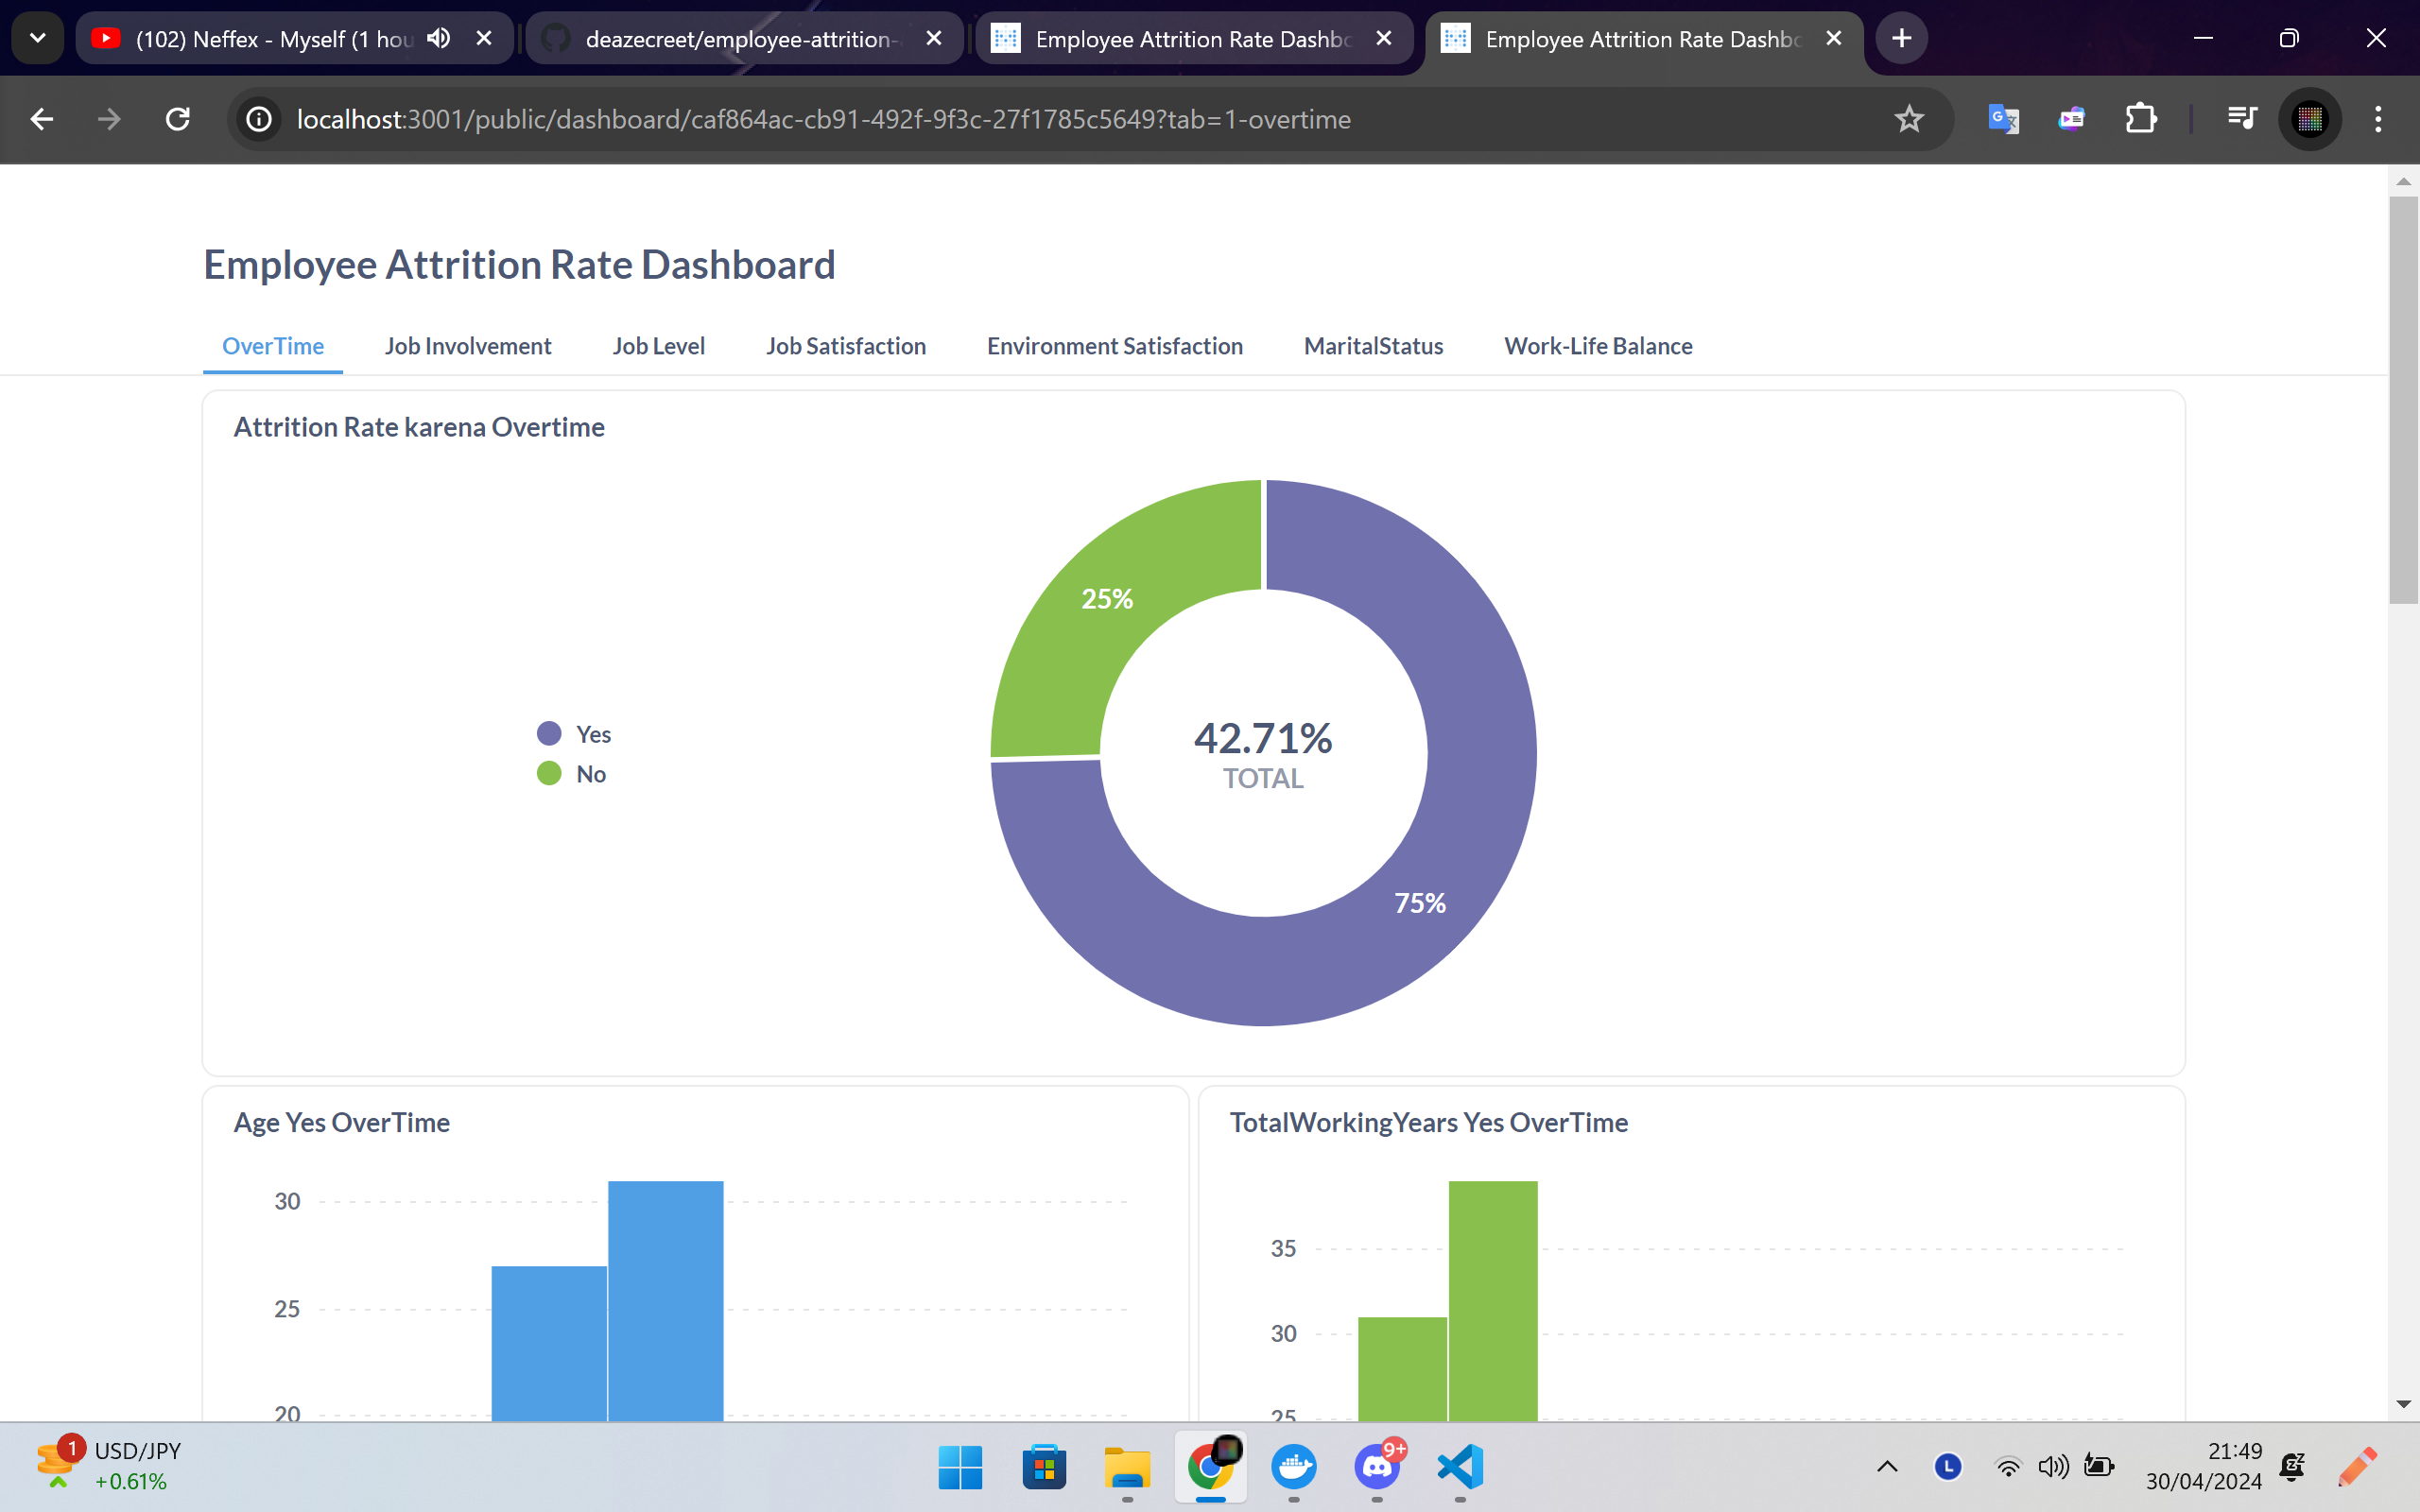 (102) Neffex - Myself (1 hou
deazecreet/employee-attrition-
Employee Attrition Rate Dashbo
Employee Attrition Rate Dashbo
localhost:3001/public/dashboard/caf864ac-cb91-492f-9f3c-27f1785c5649?tab=1-overtime
Employee Attrition Rate Dashboard
OverTime
Job Involvement
Job Level
Job Satisfaction
Environment Satisfaction
MaritalStatus
Work-Life Balance
Attrition Rate karena Overtime
25%
Yes
No
42.71%
TOTAL
75%
Age Yes OverTime
30
25
20
TotalWorkingYears Yes OverTime
35
30
25
1
USD/JPY
+0.61%
9+
L
21:49
30/04/2024